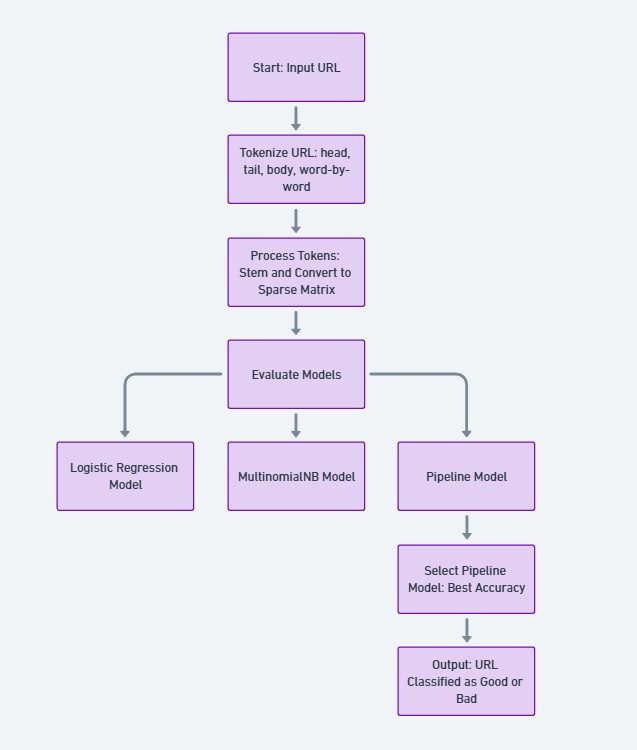 Start: Input URL
Tokenize URL: head,
tail, body, word-by-
word
Process Tokens:
Stem and Convert to
Sparse Matrix
Evaluate Models
Logistic Regression
Model
MultinomialNB Model
Pipeline Model
Select Pipeline
Model: Best Accuracy
Output: URL
Classified as Good or
Bad